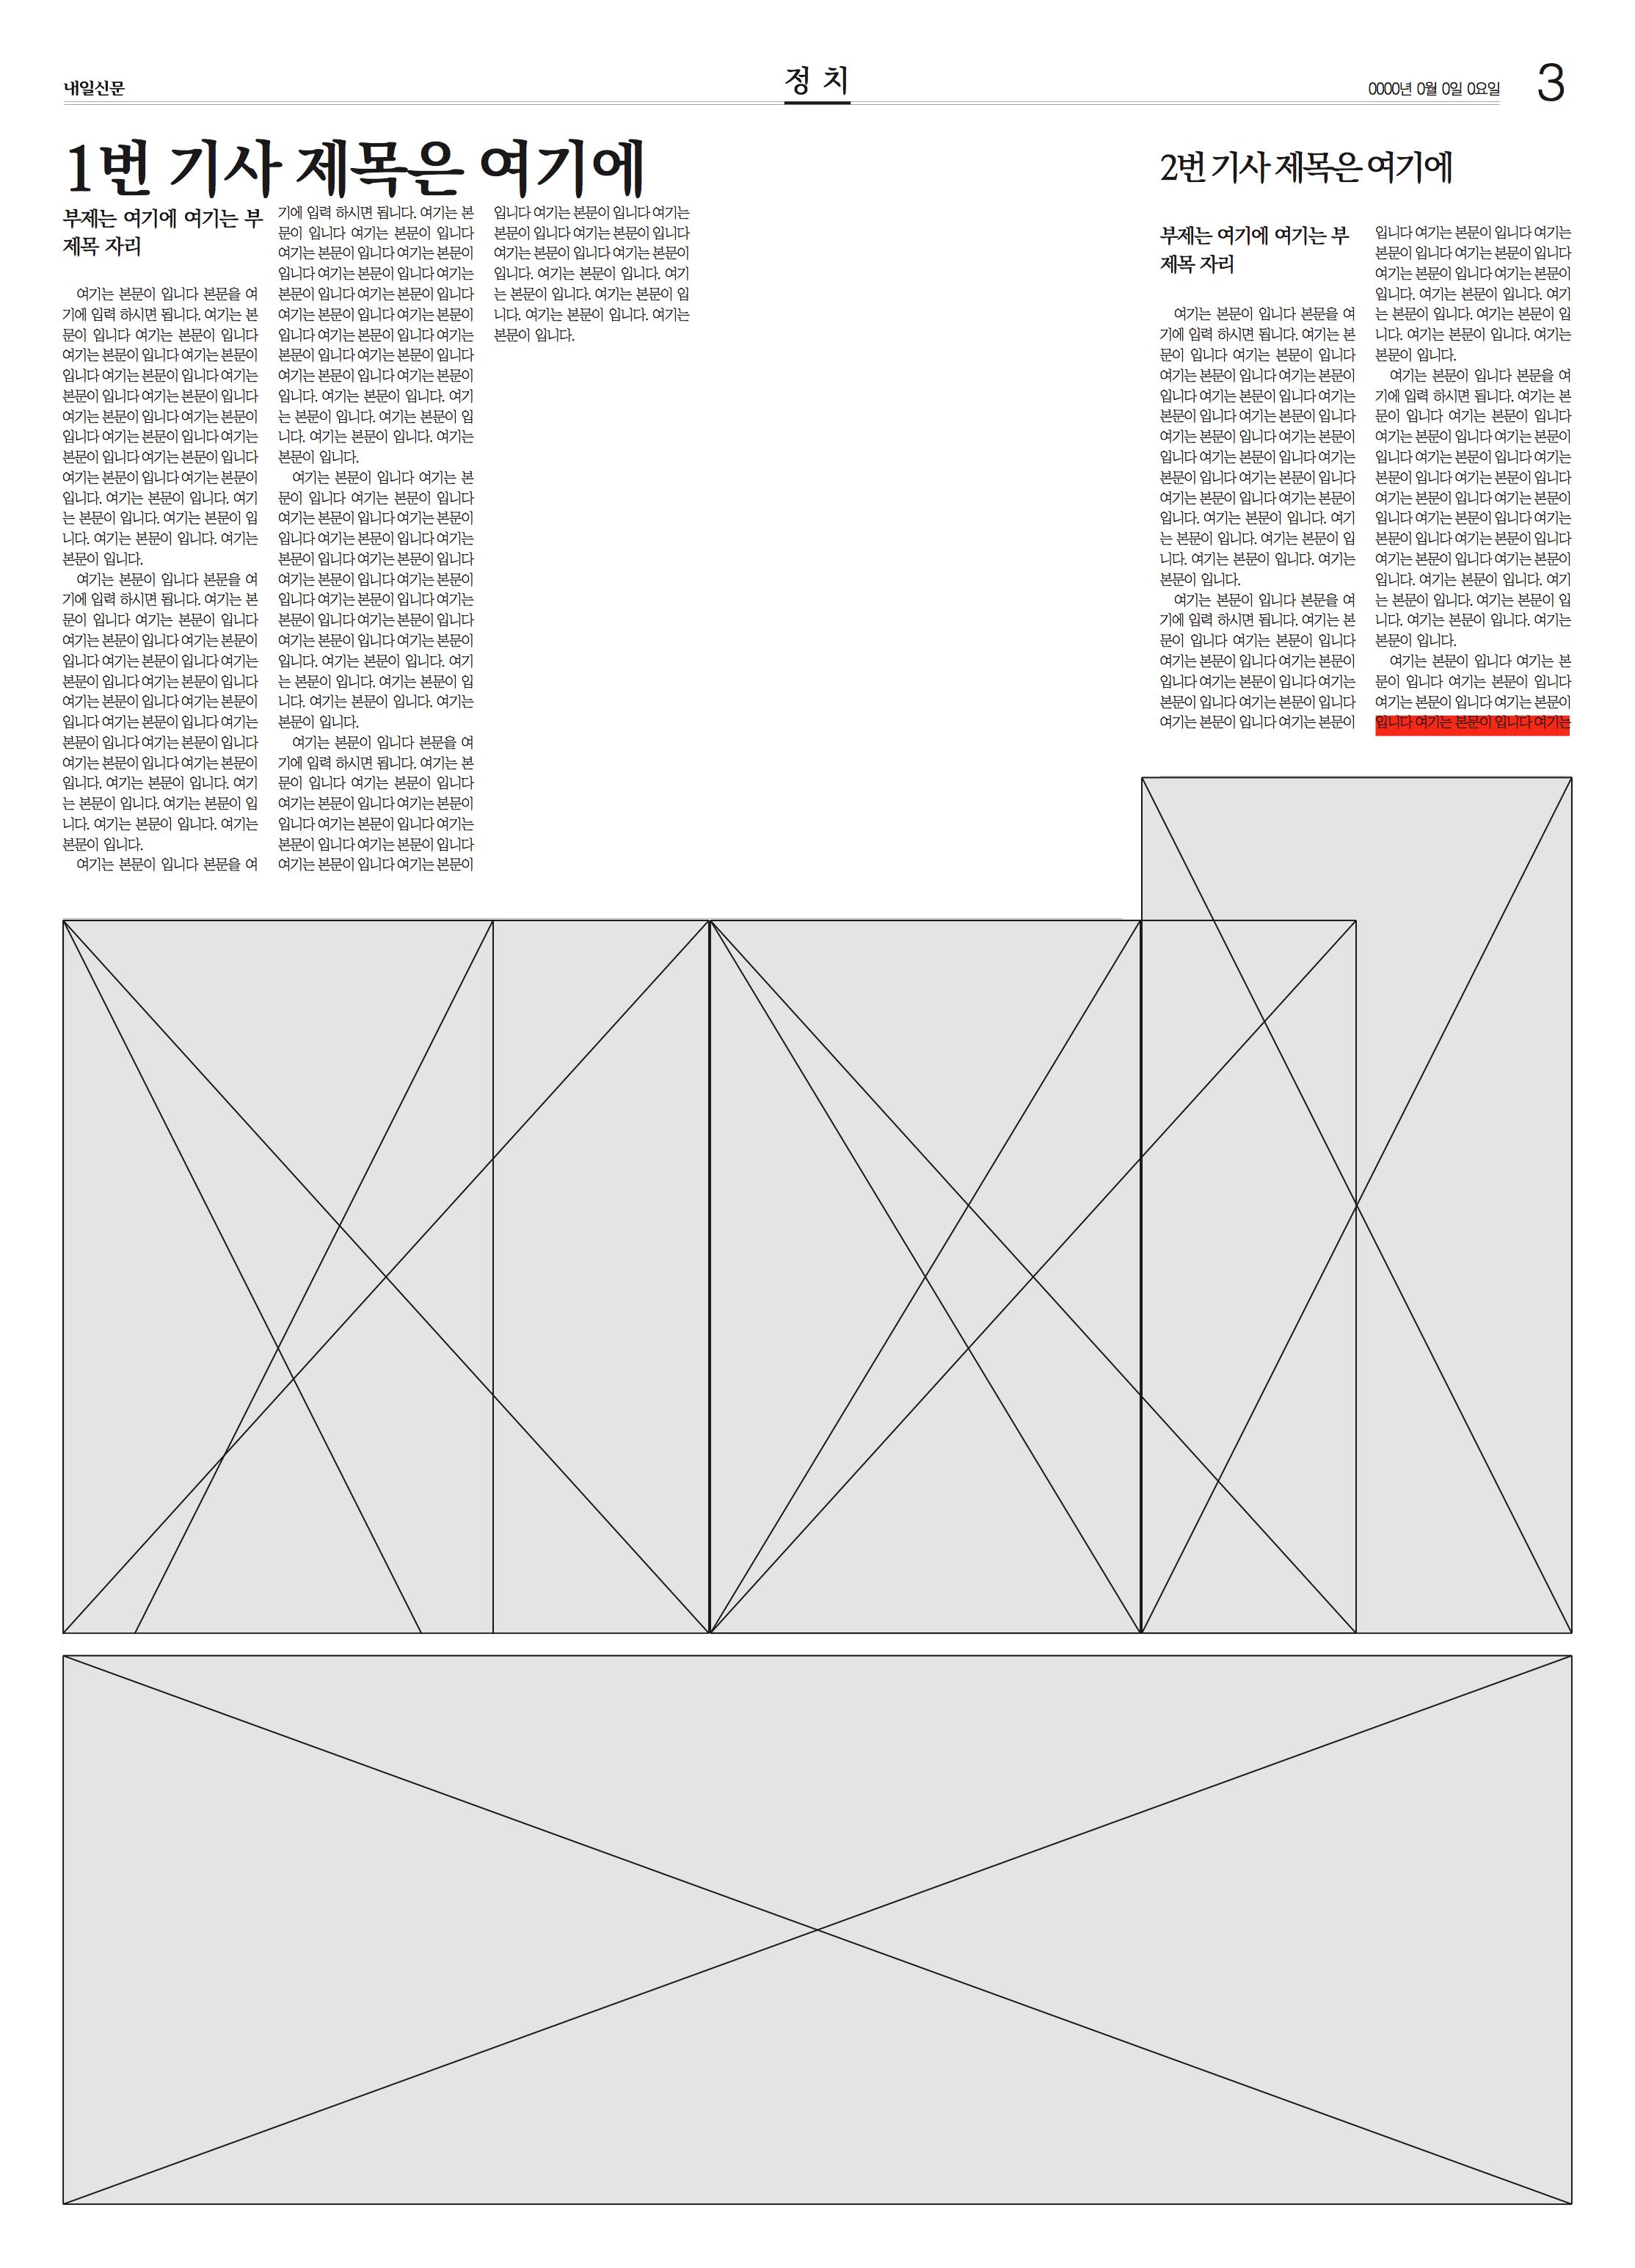 내일신문
정 치
0000년 0월 0일 0요일
3
1번 기사 제목은 여기에
부제는 여기에 여기는 부
제목 자리
여기는 본문이 입니다 본문을 여
기에 입력 하시면 됩니다. 여기는 본
문이 입니다 여기는 본문이 입니다
여기는 본문이 입니다 여기는 본문이
입니다 여기는 본문이 입니다 여기는
본문이 입니다 여기는 본문이 입니다
여기는 본문이 입니다 여기는 본문이
입니다 여기는 본문이 입니다 여기는
본문이 입니다 여기는 본문이 입니다
여기는 본문이 입니다 여기는 본문이
입니다. 여기는 본문이 입니다. 여기
는 본문이 입니다. 여기는 본문이 입
니다. 여기는 본문이 입니다. 여기는
본문이 입니다.
여기는 본문이 입니다 본문을 여
기에 입력 하시면 됩니다. 여기는 본
문이 입니다 여기는 본문이 입니다
여기는 본문이 입니다 여기는 본문이
입니다 여기는 본문이 입니다 여기는
본문이 입니다 여기는 본문이 입니다
여기는 본문이 입니다 여기는 본문이
입니다 여기는 본문이 입니다 여기는
본문이 입니다 여기는 본문이 입니다
여기는 본문이 입니다 여기는 본문이
입니다. 여기는 본문이 입니다. 여기
는 본문이 입니다. 여기는 본문이 입
니다. 여기는 본문이 입니다. 여기는
본문이 입니다.
여기는 본문이 입니다 본문을 여
기에 입력 하시면 됩니다. 여기는 본
문이 입니다 여기는 본문이 입니다
여기는 본문이 입니다 여기는 본문이
입니다 여기는 본문이 입니다 여기는
본문이 입니다 여기는 본문이 입니다
여기는 본문이 입니다 여기는 본문이
입니다 여기는 본문이 입니다 여기는
본문이 입니다 여기는 본문이 입니다
여기는 본문이 입니다 여기는 본문이
입니다. 여기는 본문이 입니다. 여기
는 본문이 입니다. 여기는 본문이 입
니다. 여기는 본문이 입니다. 여기는
본문이 입니다.
여기는 본문이 입니다 여기는 본
문이 입니다 여기는 본문이 입니다
여기는 본문이 입니다 여기는 본문이
입니다 여기는 본문이 입니다 여기는
본문이 입니다 여기는 본문이 입니다
여기는 본문이 입니다 여기는 본문이
입니다 여기는 본문이 입니다 여기는
본문이 입니다 여기는 본문이 입니다
여기는 본문이 입니다 여기는 본문이
입니다. 여기는 본문이 입니다. 여기
는 본문이 입니다. 여기는 본문이 입
니다. 여기는 본문이 입니다. 여기는
본문이 입니다.
여기는 본문이 입니다 본문을 여
기에 입력 하시면 됩니다. 여기는 본
문이 입니다 여기는 본문이 입니다
여기는 본문이 입니다 여기는 본문이
입니다 여기는 본문이 입니다 여기는
본문이 입니다 여기는 본문이 입니다
여기는 본문이 입니다 여기는 본문이
입니다 여기는 본문이 입니다 여기는
본문이 입니다 여기는 본문이 입니다
여기는 본문이 입니다 여기는 본문이
입니다. 여기는 본문이 입니다. 여기
는 본문이 입니다. 여기는 본문이 입
니다. 여기는 본문이 입니다. 여기는
본문이 입니다.
2번 기사 제목은 여기에
부제는 여기에 여기는 부
제목 자리
여기는 본문이 입니다 본문을 여
기에 입력 하시면 됩니다. 여기는 본
문이 입니다 여기는 본문이 입니다
여기는 본문이 입니다 여기는 본문이
입니다 여기는 본문이 입니다 여기는
본문이 입니다 여기는 본문이 입니다
여기는 본문이 입니다 여기는 본문이
입니다 여기는 본문이 입니다 여기는
본문이 입니다 여기는 본문이 입니다
여기는 본문이 입니다 여기는 본문이
입니다. 여기는 본문이 입니다. 여기
는 본문이 입니다. 여기는 본문이 입
니다. 여기는 본문이 입니다. 여기는
본문이 입니다.
여기는 본문이 입니다 본문을 여
기에 입력 하시면 됩니다. 여기는 본
문이 입니다 여기는 본문이 입니다
여기는 본문이 입니다 여기는 본문이
입니다 여기는 본문이 입니다 여기는
본문이 입니다 여기는 본문이 입니다
여기는 본문이 입니다 여기는 본문이
입니다 여기는 본문이 입니다 여기는
본문이 입니다 여기는 본문이 입니다
여기는 본문이 입니다 여기는 본문이
입니다. 여기는 본문이 입니다. 여기
는 본문이 입니다. 여기는 본문이 입
니다. 여기는 본문이 입니다. 여기는
본문이 입니다.
여기는 본문이 입니다 본문을 여
기에 입력 하시면 됩니다. 여기는 본
문이 입니다 여기는 본문이 입니다
여기는 본문이 입니다 여기는 본문이
입니다 여기는 본문이 입니다 여기는
본문이 입니다 여기는 본문이 입니다
여기는 본문이 입니다 여기는 본문이
입니다 여기는 본문이 입니다 여기는
본문이 입니다 여기는 본문이 입니다
여기는 본문이 입니다 여기는 본문이
입니다. 여기는 본문이 입니다. 여기
는 본문이 입니다. 여기는 본문이 입
니다. 여기는 본문이 입니다. 여기는
본문이 입니다.
여기는 본문이 입니다 여기는 본
문이 입니다 여기는 본문이 입니다
여기는 본문이 입니다 여기는 본문이
입니다 여기는 본문이 입니다 여기는